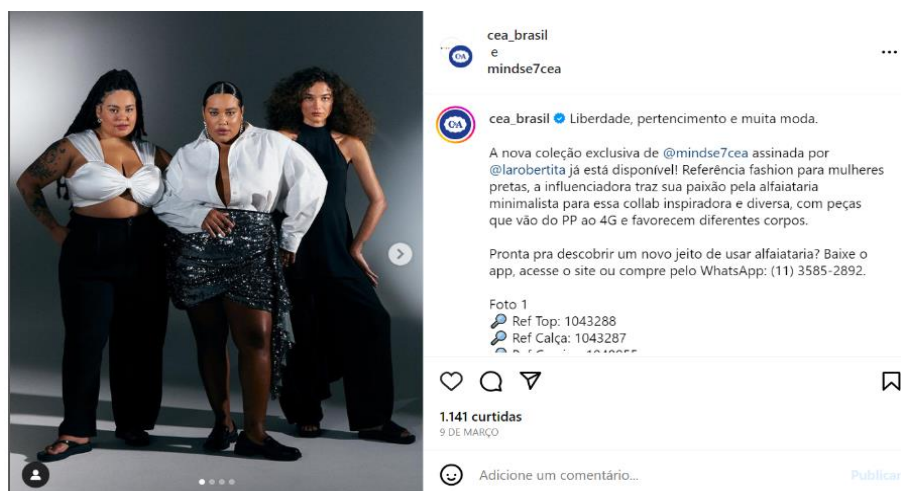 cea_brasil
e
mindse7cea
C&A
cea_brasil Liberdade, pertencimento e muita moda.
A nova coleção exclusiva de @mindse7cea assinada por
@larobertita já está disponível! Referência fashion para mulheres
pretas, a influenciadora traz sua paixão pela alfaiataria
minimalista para essa collab inspiradora e diversa, com peças
que vão do PP ao 4G e favorecem diferentes corpos.
Pronta pra descobrir um novo jeito de usar alfaiataria? Baixe o
app, acesse o site ou compre pelo WhatsApp: (11) 3585-2892.
Foto 1
Ref Top: 1043288
Ref Calça: 1043287
1.141 curtidas
9 DE MARÇO
Adicione um comentário...
Publicar